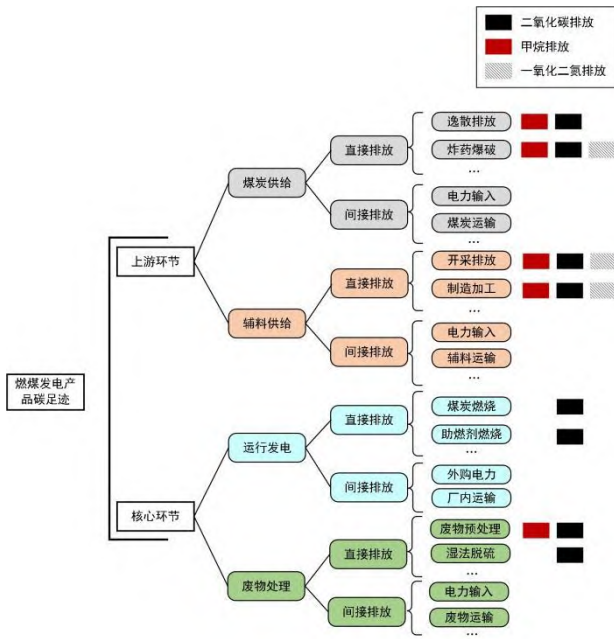 二氧化碳排放
甲烷排放
一氧化二氮排放
燃煤发电产
品碳足迹
上游环节
煤炭供给
直接排放
逸散排放
炸药爆破
...
间接排放
电力输入
煤炭运输
...
辅料供给
直接排放
开采排放
制造加工
...
间接排放
电力输入
辅料运输
...
核心环节
运行发电
直接排放
煤炭燃烧
助燃剂燃烧
...
间接排放
外购电力
厂内运输
废物处理
直接排放
废物预处理
湿法脱硫
...
间接排放
电力输入
废物运输
...